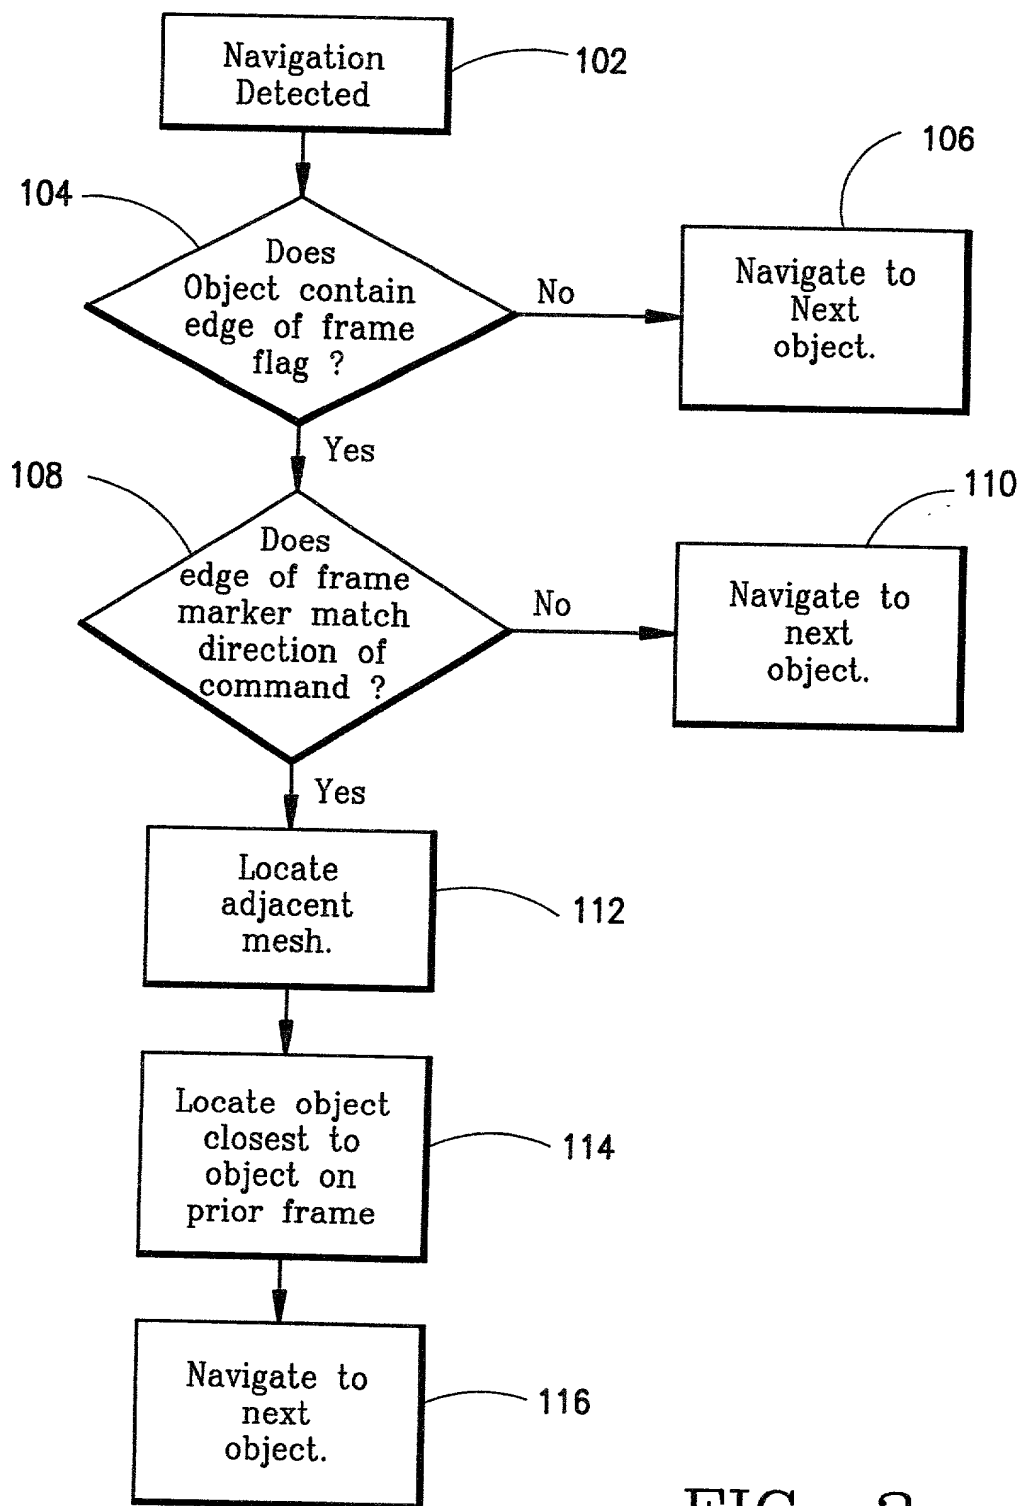 Navigation
Detected
102
104
Does
Object contain
edge of frame
flag ?
No
106
Navigate to
Next
object.
Yes
108
Does
edge of frame
marker match
direction of
command ?
No
110
Navigate to
next
object.
Yes
Locate
adjacent
mesh.
112
Locate object
closest to
object on
prior frame
114
Navigate to
next
object.
116
FIG.